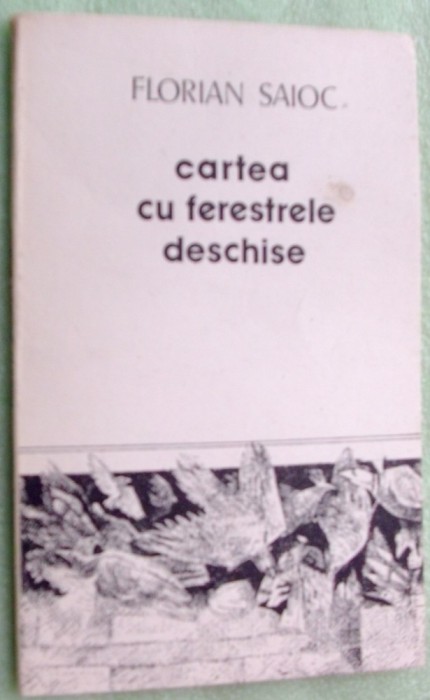 FLORIAN SAIOC
cartea
cu ferestrele
deschise